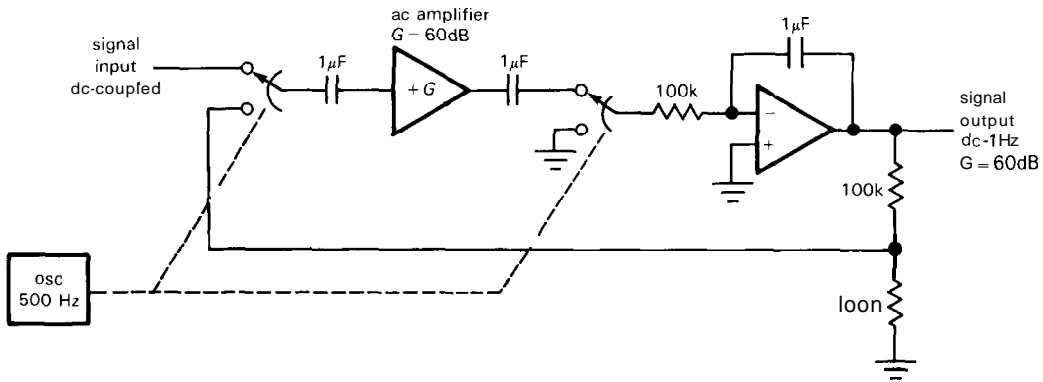 signal
input
dc-coupled
1µF
ac amplifier
G – 60dB
+ G
1µF
100k
1µF
−
+
signal
output
dc-1Hz
G = 60dB
100k
loon
osc
500 Hz